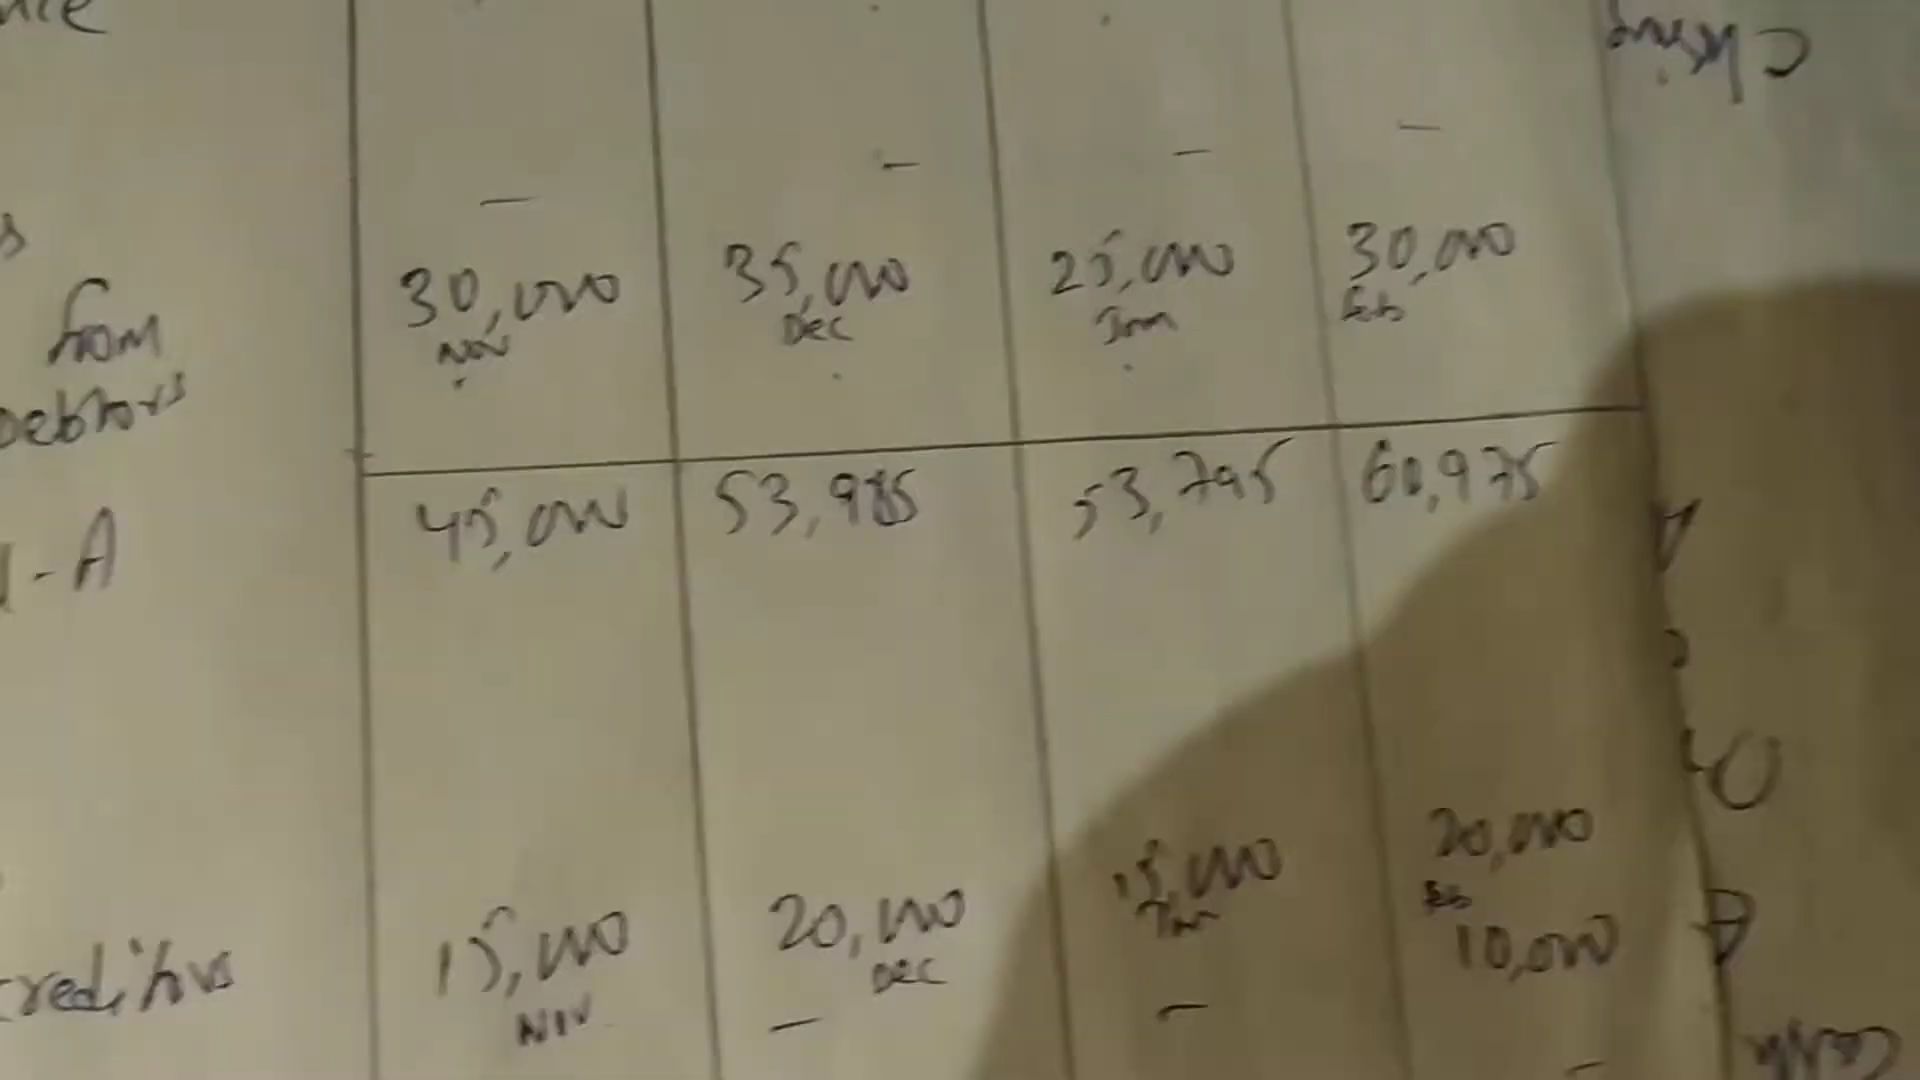 from 30,000 35,000 25,000 30,000
Debtors Nov Dec Jan Feb
- A 45,000 53,985 53,795 60,975
20,000
15,000 Feb
creditors 15,000 20,000 Jan 10,000
Nov Dec